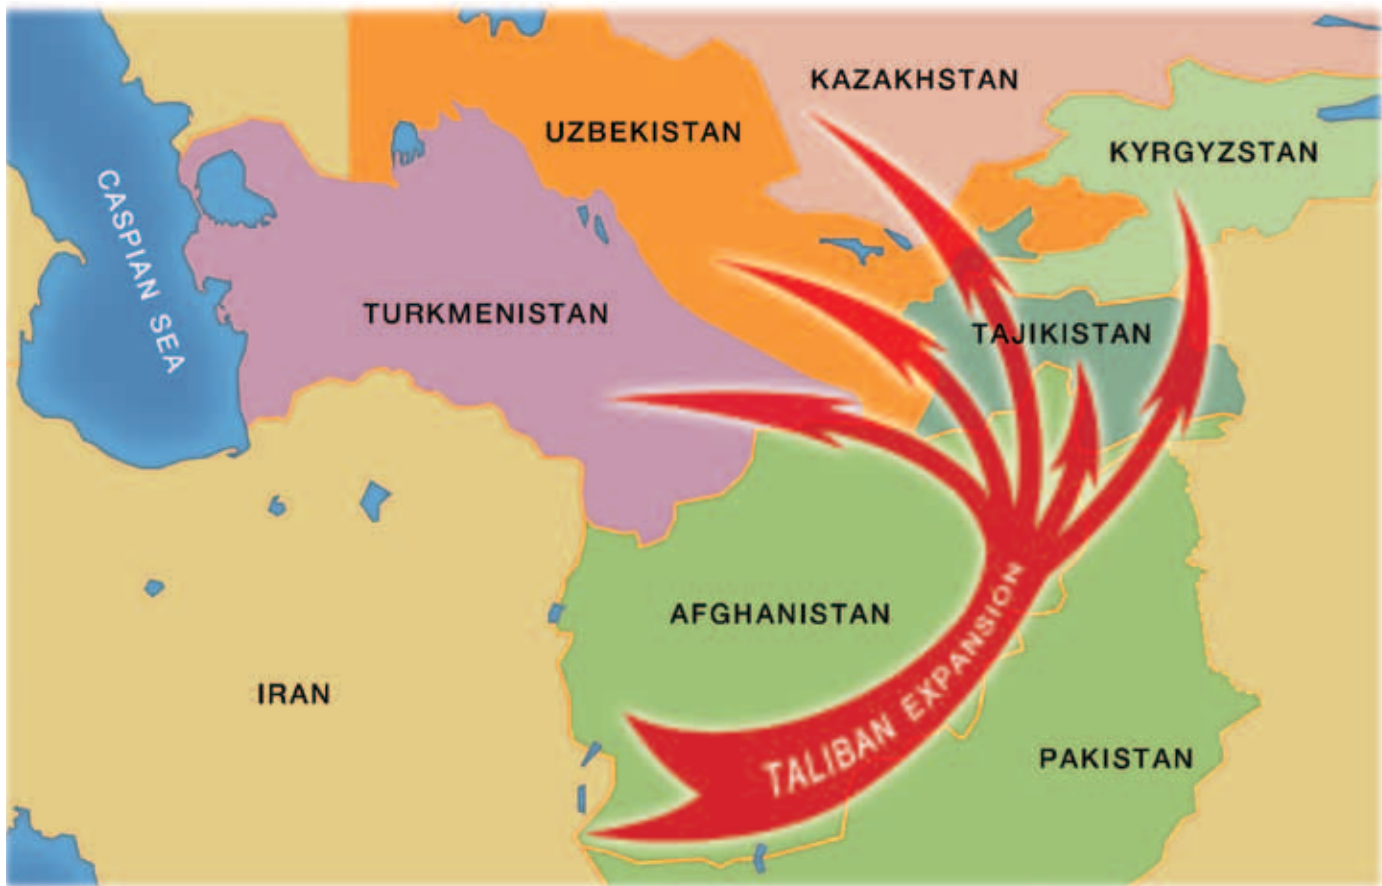 KAZAKHSTAN
UZBEKISTAN
KYRGYZSTAN
CASPIAN SEA
TURKMENISTAN
TAJIKISTAN
AFGHANISTAN
TALIBAN EXPANSION
IRAN
PAKISTAN